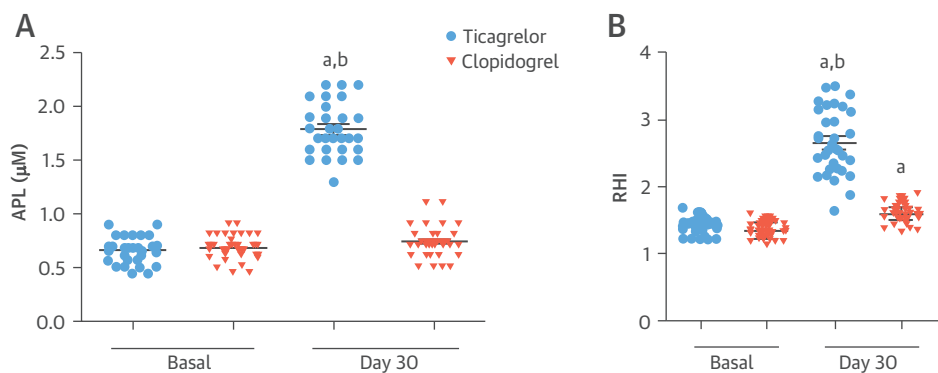 A
Ticagrelor
Clopidogrel
a,b
APL (μM)
2.5
2.0
1.5
1.0
0.5
0.0
Basal
Day 30
B
a,b
a
RHI
4
3
2
1
0
Basal
Day 30